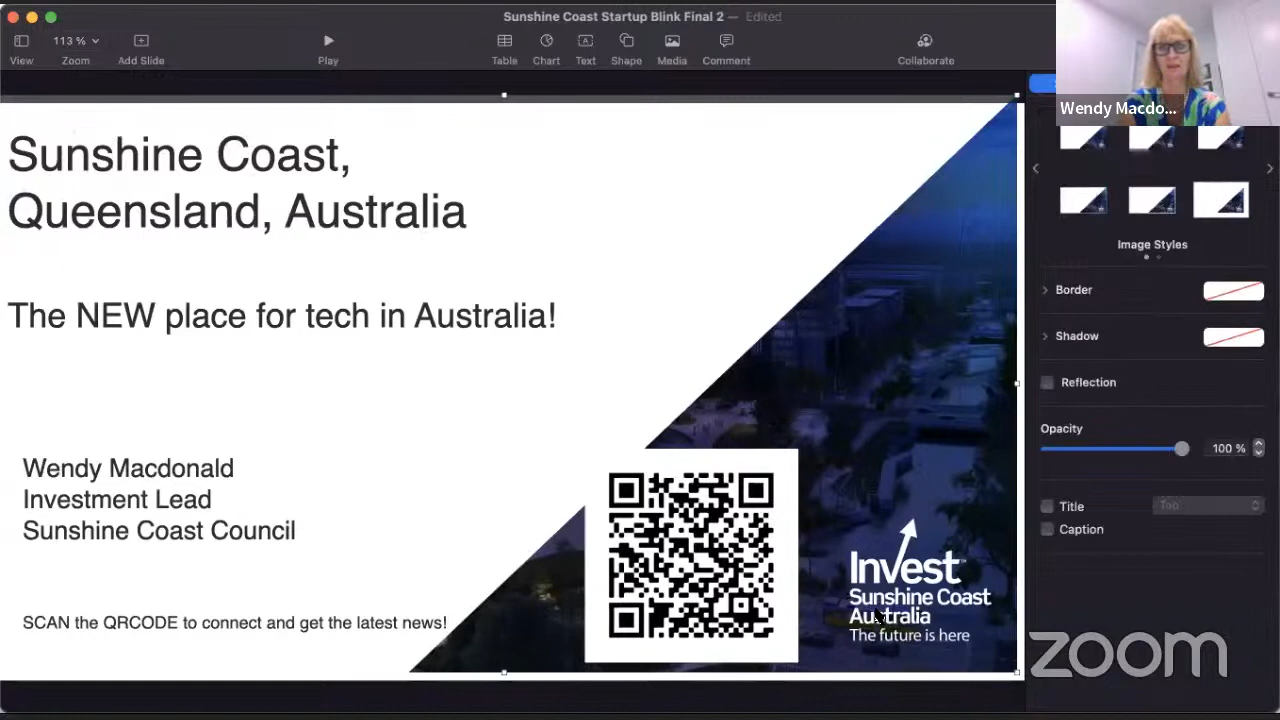 Sunshine Coast Startup Blink Final 2 — Edited
113 %
View
Zoom
Add Slide
Play
Table
Chart
Text
Shape
Media
Comment
Collaborate
Wendy Macdo...
Sunshine Coast,
Queensland, Australia
The NEW place for tech in Australia!
Wendy Macdonald
Investment Lead
Sunshine Coast Council
SCAN the QRCODE to connect and get the latest news!
Invest
Sunshine Coast
Australia
The future is here
Image Styles
Border
Shadow
Reflection
Opacity
100 %
Title
Top
Caption
zoom